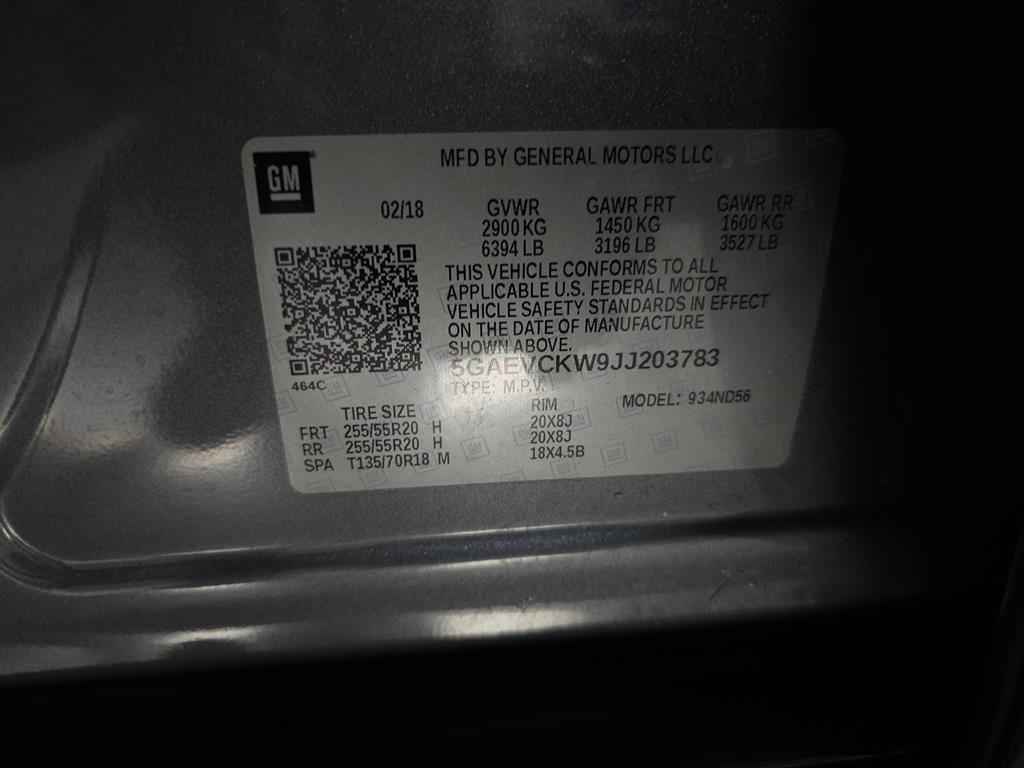 GM
MFD BY GENERAL MOTORS LLC
02/18
GVWR GAWR FRT GAWR RR
2900 KG 1450 KG 1600 KG
6394 LB 3196 LB 3527 LB
THIS VEHICLE CONFORMS TO ALL
APPLICABLE U.S. FEDERAL MOTOR
VEHICLE SAFETY STANDARDS IN EFFECT
ON THE DATE OF MANUFACTURE
SHOWN ABOVE.
464C
5GAEVCKW9JJ203783
TYPE: M.P.V.
MODEL: 934ND56
TIRE SIZE RIM
FRT 255/55R20 H 20X8J
RR 255/55R20 H 20X8J
SPA T135/70R18 M 18X4.5B